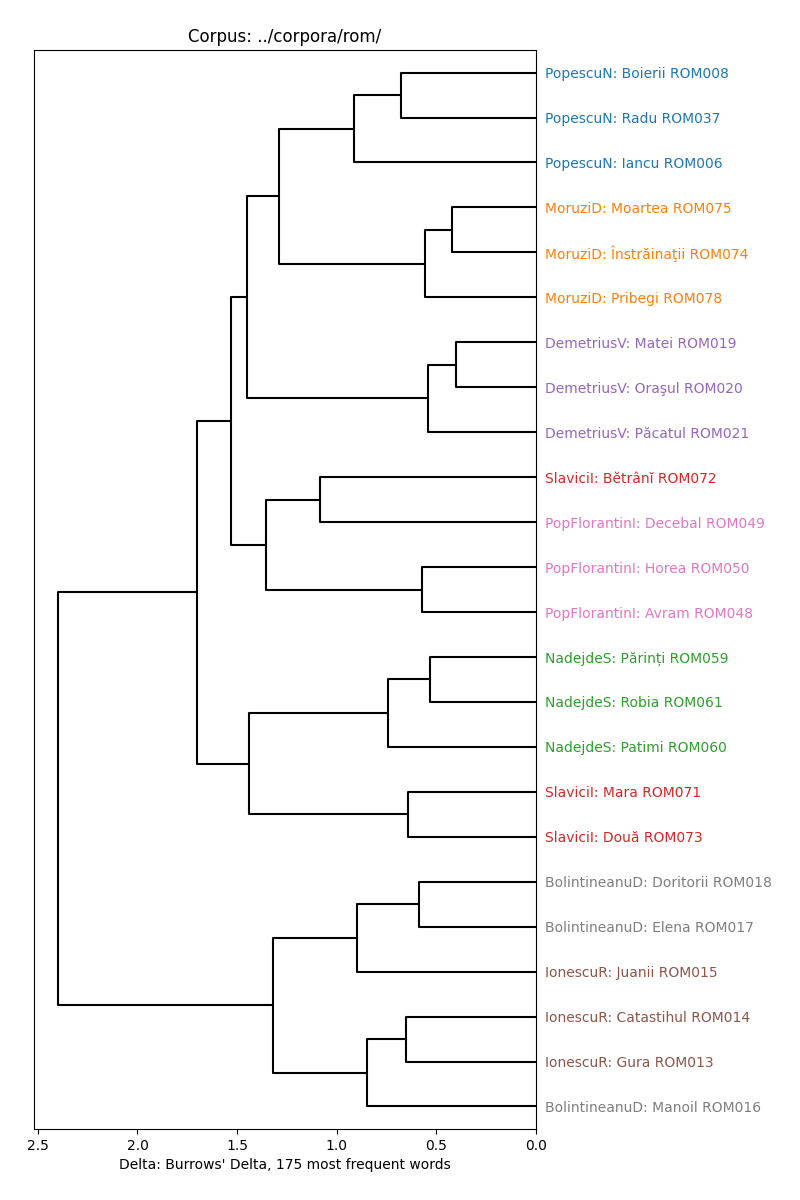 Corpus: ../corpora/rom/
PopescuN: Boierii ROM008
PopescuN: Radu ROM037
PopescuN: Iancu ROM006
MoruziD: Moartea ROM075
MoruziD: Înstrăinaţii ROM074
MoruziD: Pribegi ROM078
DemetriusV: Matei ROM019
DemetriusV: Oraşul ROM020
DemetriusV: Păcatul ROM021
SlaviciI: Bĕtrânĭ ROM072
PopFlorantinI: Decebal ROM049
PopFlorantinI: Horea ROM050
PopFlorantinI: Avram ROM048
NadejdeS: Părinți ROM059
NadejdeS: Robia ROM061
NadejdeS: Patimi ROM060
SlaviciI: Mara ROM071
SlaviciI: Două ROM073
BolintineanuD: Doritorii ROM018
BolintineanuD: Elena ROM017
IonescuR: Juanii ROM015
IonescuR: Catastihul ROM014
IonescuR: Gura ROM013
BolintineanuD: Manoil ROM016
2.5 2.0 1.5 1.0 0.5 0.0
Delta: Burrows' Delta, 175 most frequent words